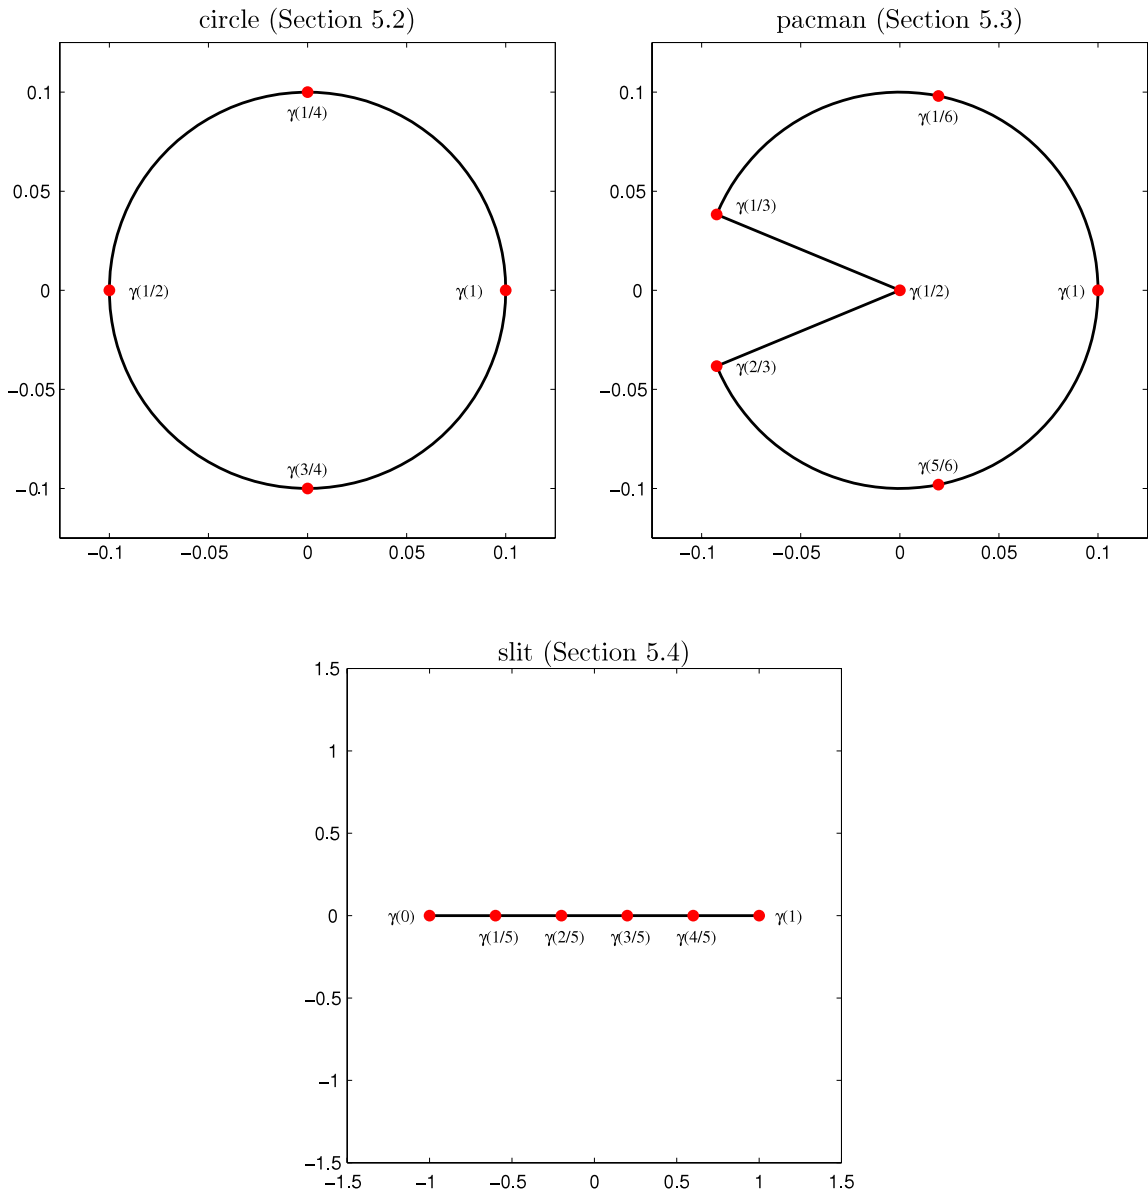 circle (Section 5.2)
0.1
0.05
0
−0.05
−0.1
−0.1
−0.05
0
0.05
0.1
γ(1/4)
γ(1/2)
γ(1)
γ(3/4)
pacman (Section 5.3)
0.1
0.05
0
−0.05
−0.1
−0.1
−0.05
0
0.05
0.1
γ(1/6)
γ(1/3)
γ(1/2)
γ(1)
γ(2/3)
γ(5/6)
slit (Section 5.4)
1.5
1
0.5
0
−0.5
−1
−1.5
−1.5
−1
−0.5
0
0.5
1
1.5
γ(0)
γ(1/5)
γ(2/5)
γ(3/5)
γ(4/5)
γ(1)